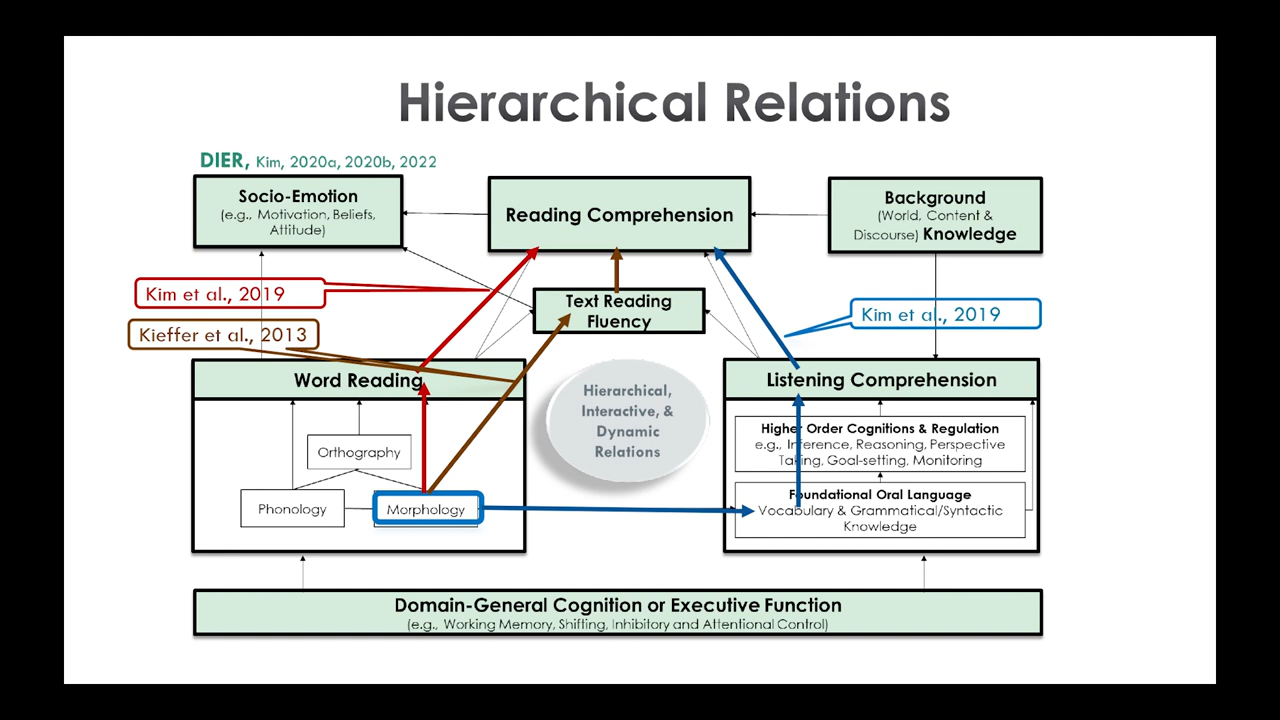 Hierarchical Relations
DIER, Kim, 2020a, 2020b, 2022
Socio-Emotion
(e.g., Motivation, Beliefs,
Attitude)
Reading Comprehension
Background
(World, Content &
Discourse) Knowledge
Kim et al., 2019
Text Reading
Fluency
Kim et al., 2019
Kieffer et al., 2013
Word Reading
Orthography
Phonology
Morphology
Hierarchical,
Interactive, &
Dynamic
Relations
Listening Comprehension
Higher Order Cognitions & Regulation
e.g., Inference, Reasoning, Perspective
Taking, Goal-setting, Monitoring
Foundational Oral Language
Vocabulary & Grammatical/Syntactic
Knowledge
Domain-General Cognition or Executive Function
(e.g., Working Memory, Shifting, Inhibitory and Attentional Control)